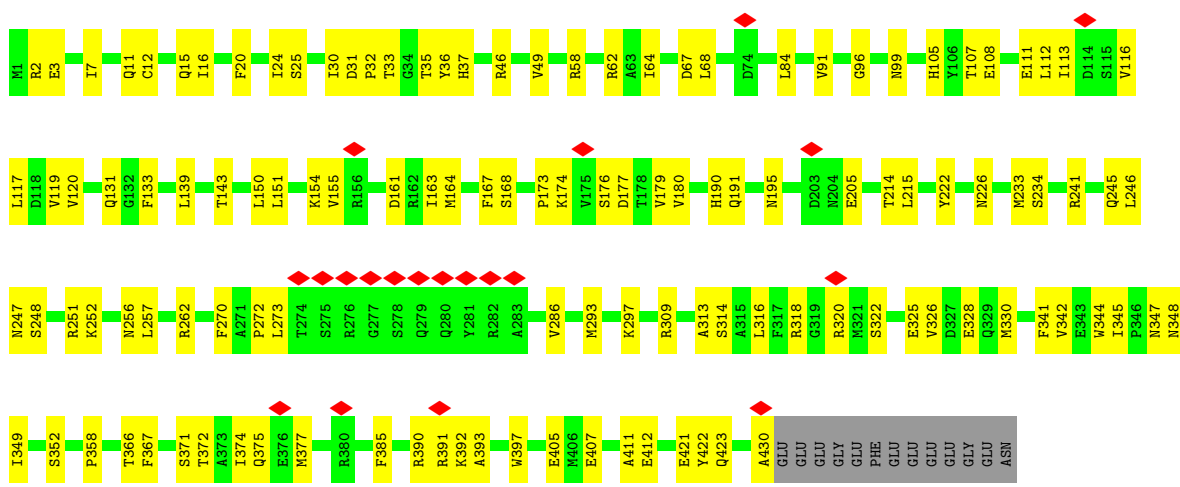 M1 R2 E3 I7 Q11 C12 Q15 I16 F20 I24 S25 I30 D31 P32 T33 G34 T35 Y36 H37 R46 V49 R58 R62 A63 I64 D67 L68 D74 L84 V91 G96 N99 H105 Y106 T107 E108 E111 L112 I113 D114 S115 V116
L117 D118 V119 V120 Q131 G132 F133 L139 T143 L150 L151 K154 V155 R156 D161 R162 I163 M164 F167 S168 P173 K174 V175 S176 D177 T178 V179 V180 H190 Q191 N195 D203 N204 E205 T214 L215 Y222 N226 M233 S234 R241 Q245 L246
N247 S248 R251 K252 N256 L257 R262 F270 A271 P272 L273 T274 S275 R276 G277 S278 Q279 Q280 Y281 R282 A283 V286 M293 K297 R309 A313 S314 A315 L316 F317 R318 G319 R320 M321 S322 E325 V326 D327 E328 Q329 M330 F341 V342 E343 W344 I345 P346 N347 N348
I349 S352 P358 T366 F367 S371 T372 A373 I374 Q375 E376 M377 R380 F385 R390 R391 K392 A393 W397 E405 M406 E407 A411 E412 E421 Y422 Q423 A430 GLU GLU GLU GLY GLU PHE GLU GLU GLU GLU GLY GLU ASN